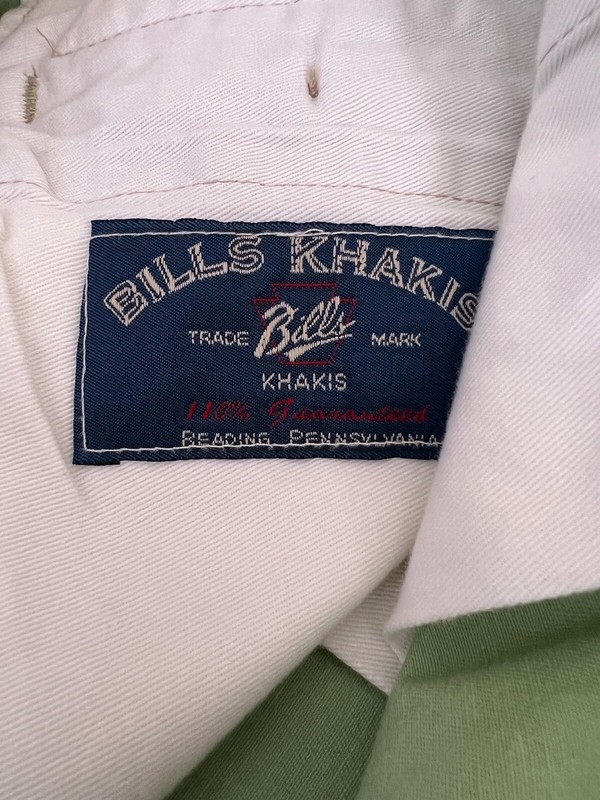 BILLS KHAKIS
TRADE Bills MARK
KHAKIS
110% Guaranteed
READING, PENNSYLVANIA